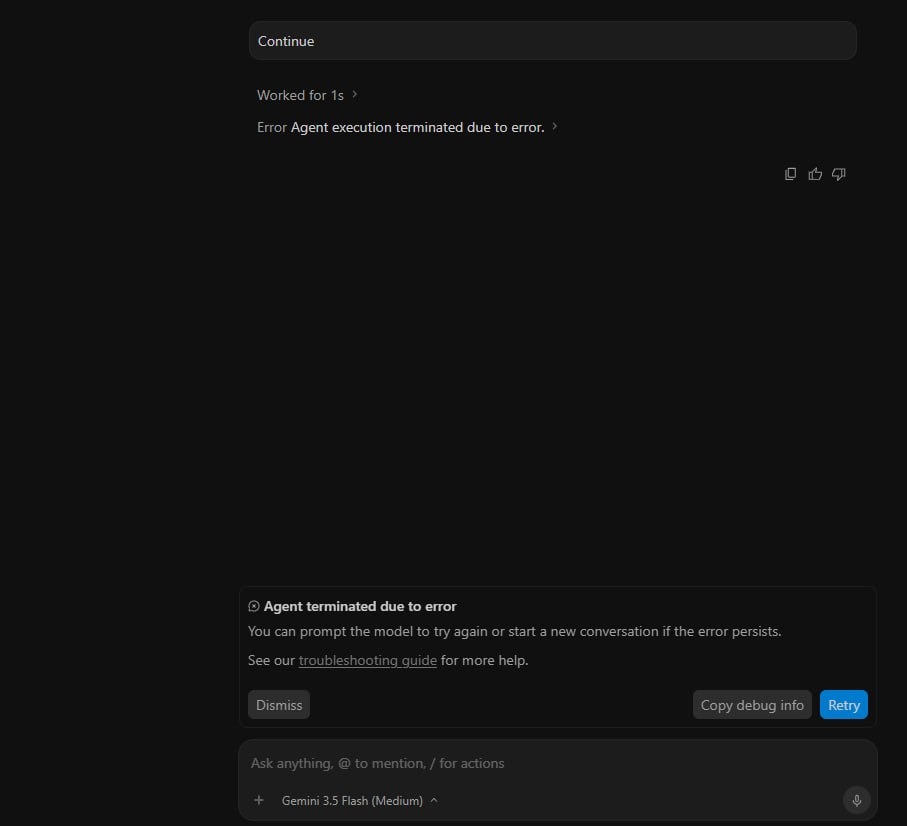 Continue
Worked for 1s
Error Agent execution terminated due to error.
Agent terminated due to error
You can prompt the model to try again or start a new conversation if the error persists.
See our troubleshooting guide for more help.
Dismiss
Copy debug info
Retry
Ask anything, @ to mention, / for actions
Gemini 3.5 Flash (Medium)